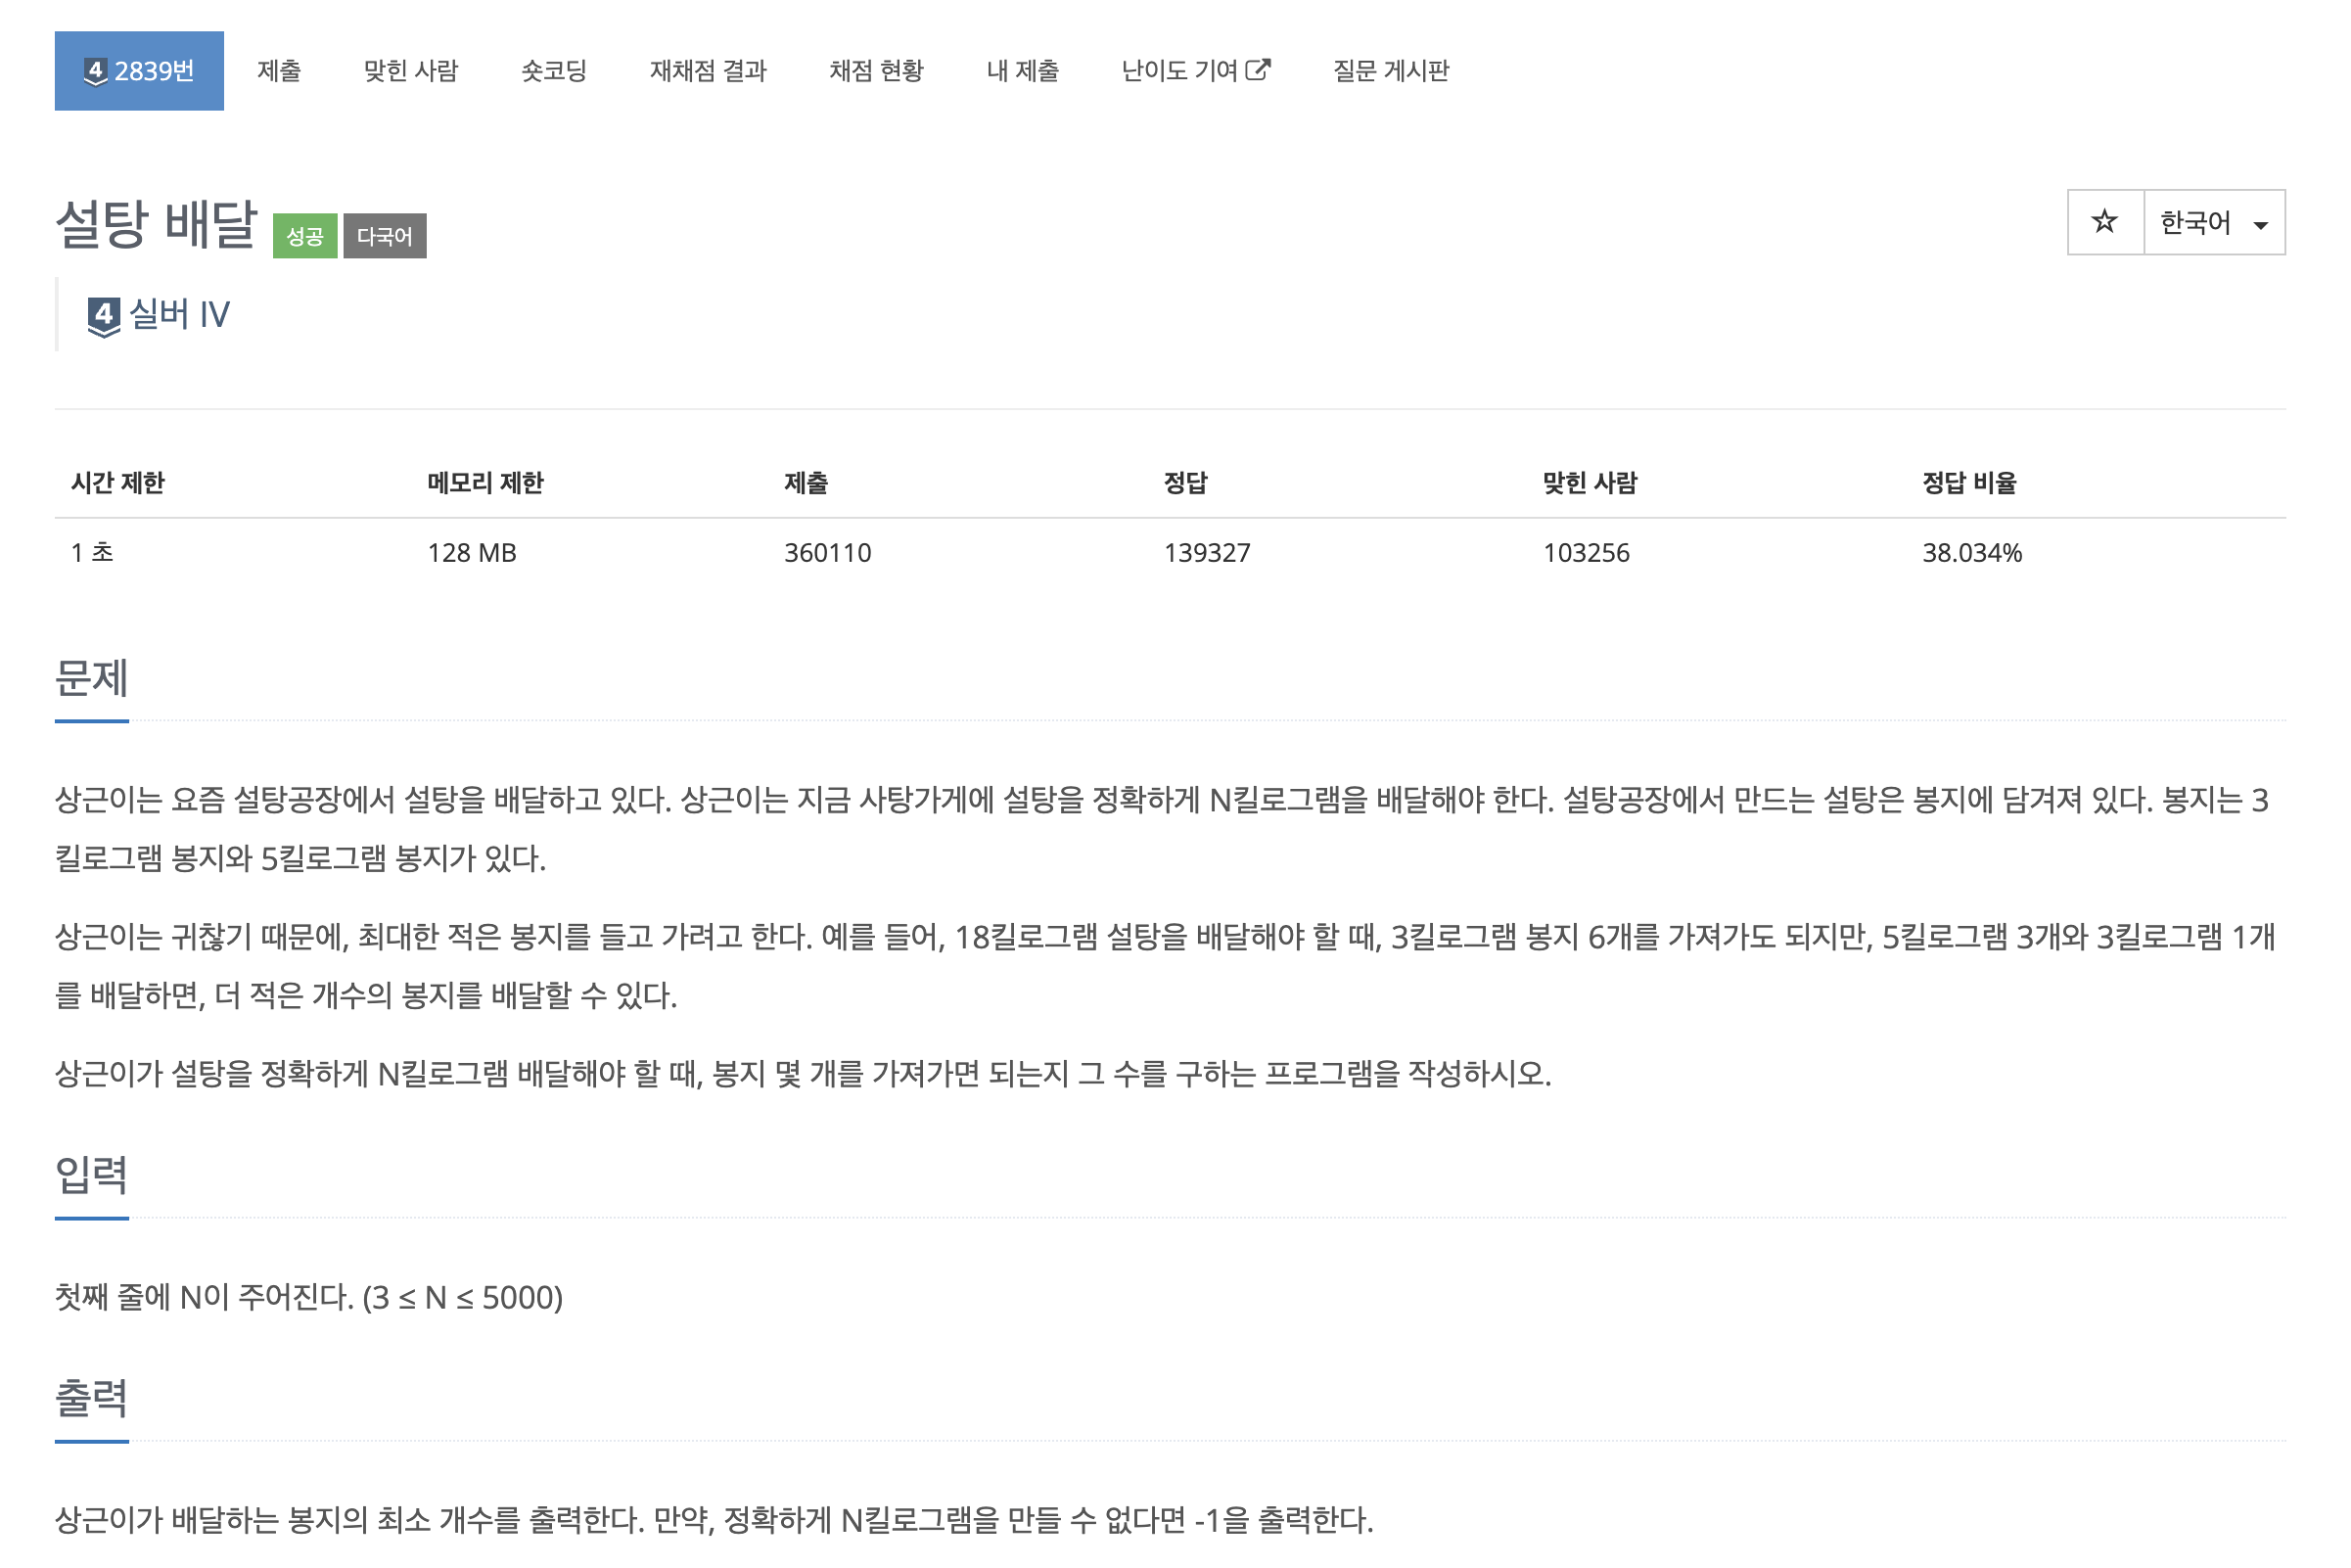 4 2839번 제출 맞힌 사람 숏코딩 재채점 결과 채점 현황 내 제출 난이도 기여 질문 게시판
설탕 배달 성공 다국어 ☆ 한국어
4 실버 IV
시간 제한 메모리 제한 제출 정답 맞힌 사람 정답 비율
1 초 128 MB 360110 139327 103256 38.034%
문제
상근이는 요즘 설탕공장에서 설탕을 배달하고 있다. 상근이는 지금 사탕가게에 설탕을 정확하게 N킬로그램을 배달해야 한다. 설탕공장에서 만드는 설탕은 봉지에 담겨져 있다. 봉지는 3
킬로그램 봉지와 5킬로그램 봉지가 있다.
상근이는 귀찮기 때문에, 최대한 적은 봉지를 들고 가려고 한다. 예를 들어, 18킬로그램 설탕을 배달해야 할 때, 3킬로그램 봉지 6개를 가져가도 되지만, 5킬로그램 3개와 3킬로그램 1개
를 배달하면, 더 적은 개수의 봉지를 배달할 수 있다.
상근이가 설탕을 정확하게 N킬로그램 배달해야 할 때, 봉지 몇 개를 가져가면 되는지 그 수를 구하는 프로그램을 작성하시오.
입력
첫째 줄에 N이 주어진다. (3 ≤ N ≤ 5000)
출력
상근이가 배달하는 봉지의 최소 개수를 출력한다. 만약, 정확하게 N킬로그램을 만들 수 없다면 -1을 출력한다.